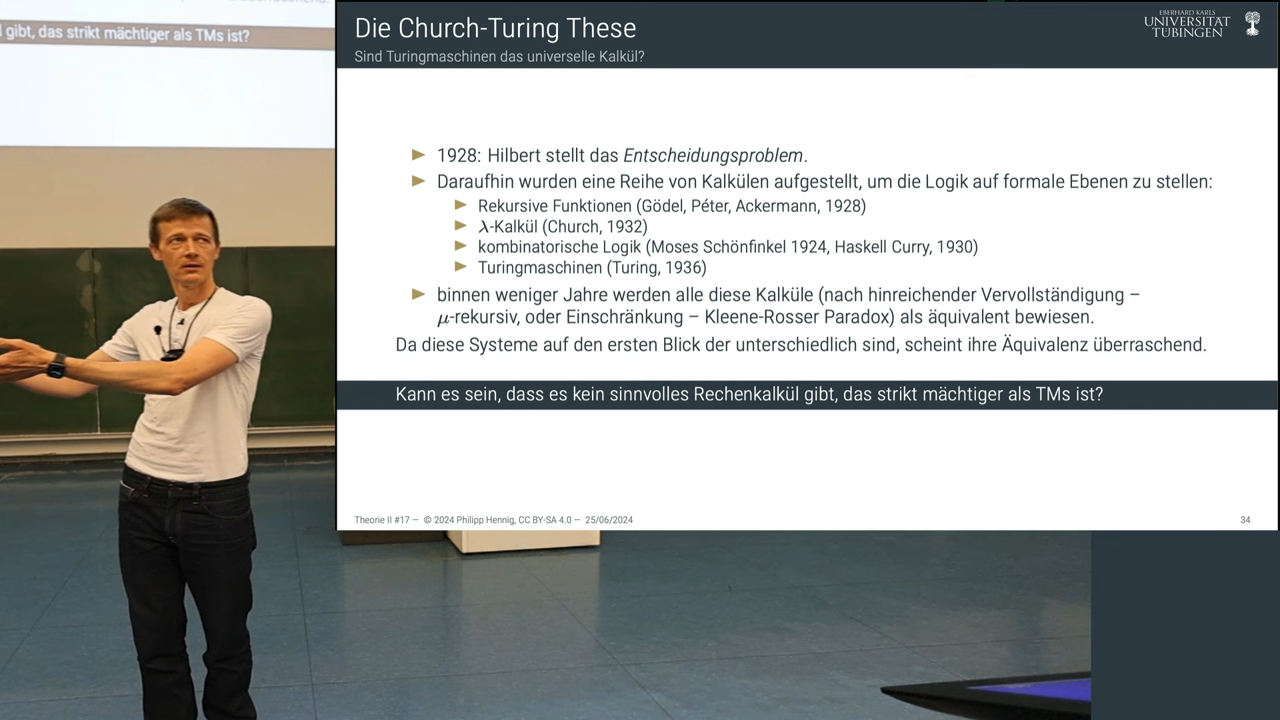 gibt, das strikt mächtiger als TMs ist?
Die Church-Turing These
Sind Turingmaschinen das universelle Kalkül?
EBERHARD KARLS
UNIVERSITÄT
TÜBINGEN
► 1928: Hilbert stellt das Entscheidungsproblem.
► Daraufhin wurden eine Reihe von Kalkülen aufgestellt, um die Logik auf formale Ebenen zu stellen:
► Rekursive Funktionen (Gödel, Péter, Ackermann, 1928)
► λ-Kalkül (Church, 1932)
► kombinatorische Logik (Moses Schönfinkel 1924, Haskell Curry, 1930)
► Turingmaschinen (Turing, 1936)
► binnen weniger Jahre werden alle diese Kalküle (nach hinreichender Vervollständigung –
μ-rekursiv, oder Einschränkung – Kleene-Rosser Paradox) als äquivalent bewiesen.
Da diese Systeme auf den ersten Blick der unterschiedlich sind, scheint ihre Äquivalenz überraschend.
Kann es sein, dass es kein sinnvolles Rechenkalkül gibt, das strikt mächtiger als TMs ist?
Theorie II #17 — © 2024 Philipp Hennig, CC BY-SA 4.0 — 25/06/2024
34